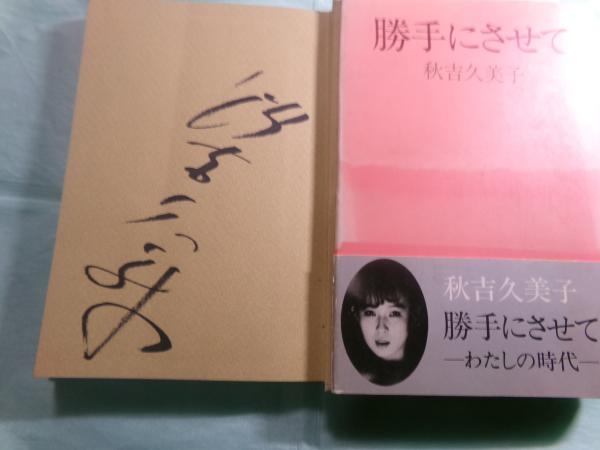 勝手にさせて
秋吉久美子
秋吉久美子
勝手にさせて
―わたしの時代―